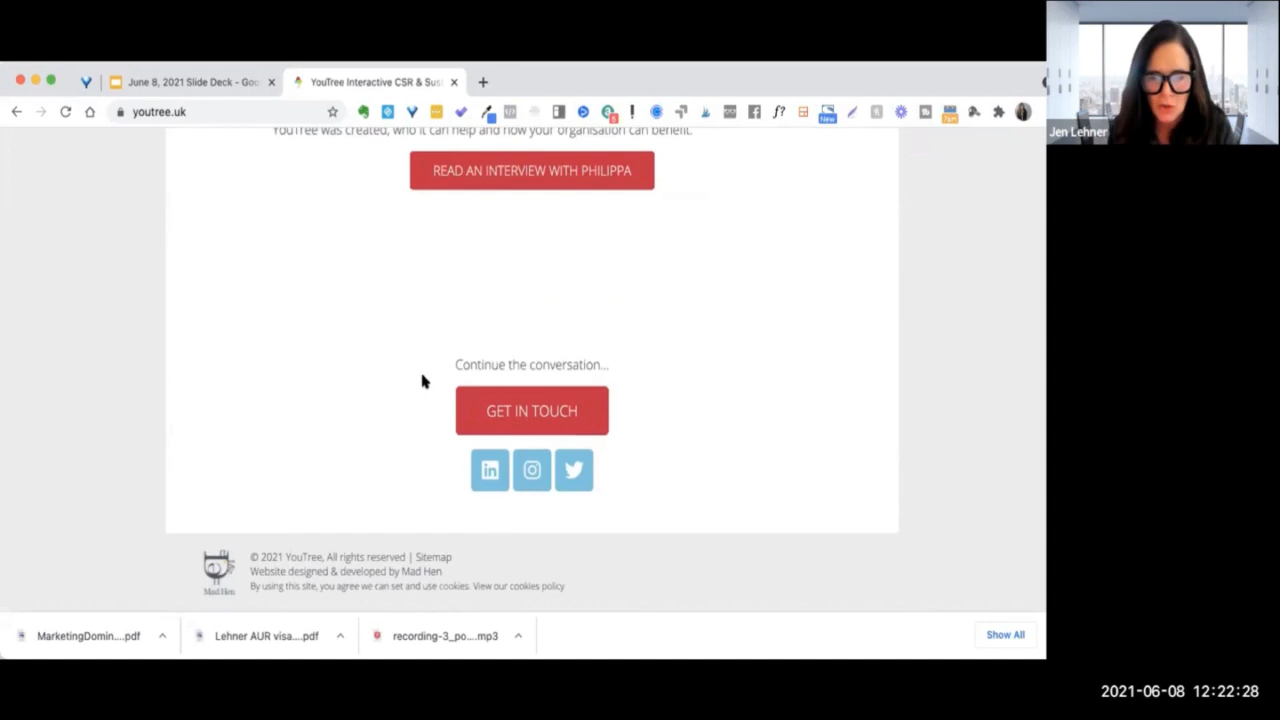 June 8, 2021 Slide Deck - Goo
YouTree Interactive CSR & Sus
youtree.uk
New
YouTree was created, who it can help and how your organisation can benefit.
READ AN INTERVIEW WITH PHILIPPA
Jen Lehner
Continue the conversation...
GET IN TOUCH
in
Mad Hen
© 2021 YouTree, All rights reserved | Sitemap
Website designed & developed by Mad Hen
By using this site, you agree we can set and use cookies. View our cookies policy
MarketingDomin....pdf
Lehner AUR visa....pdf
recording-3_po....mp3
Show All
2021-06-08 12:22:28